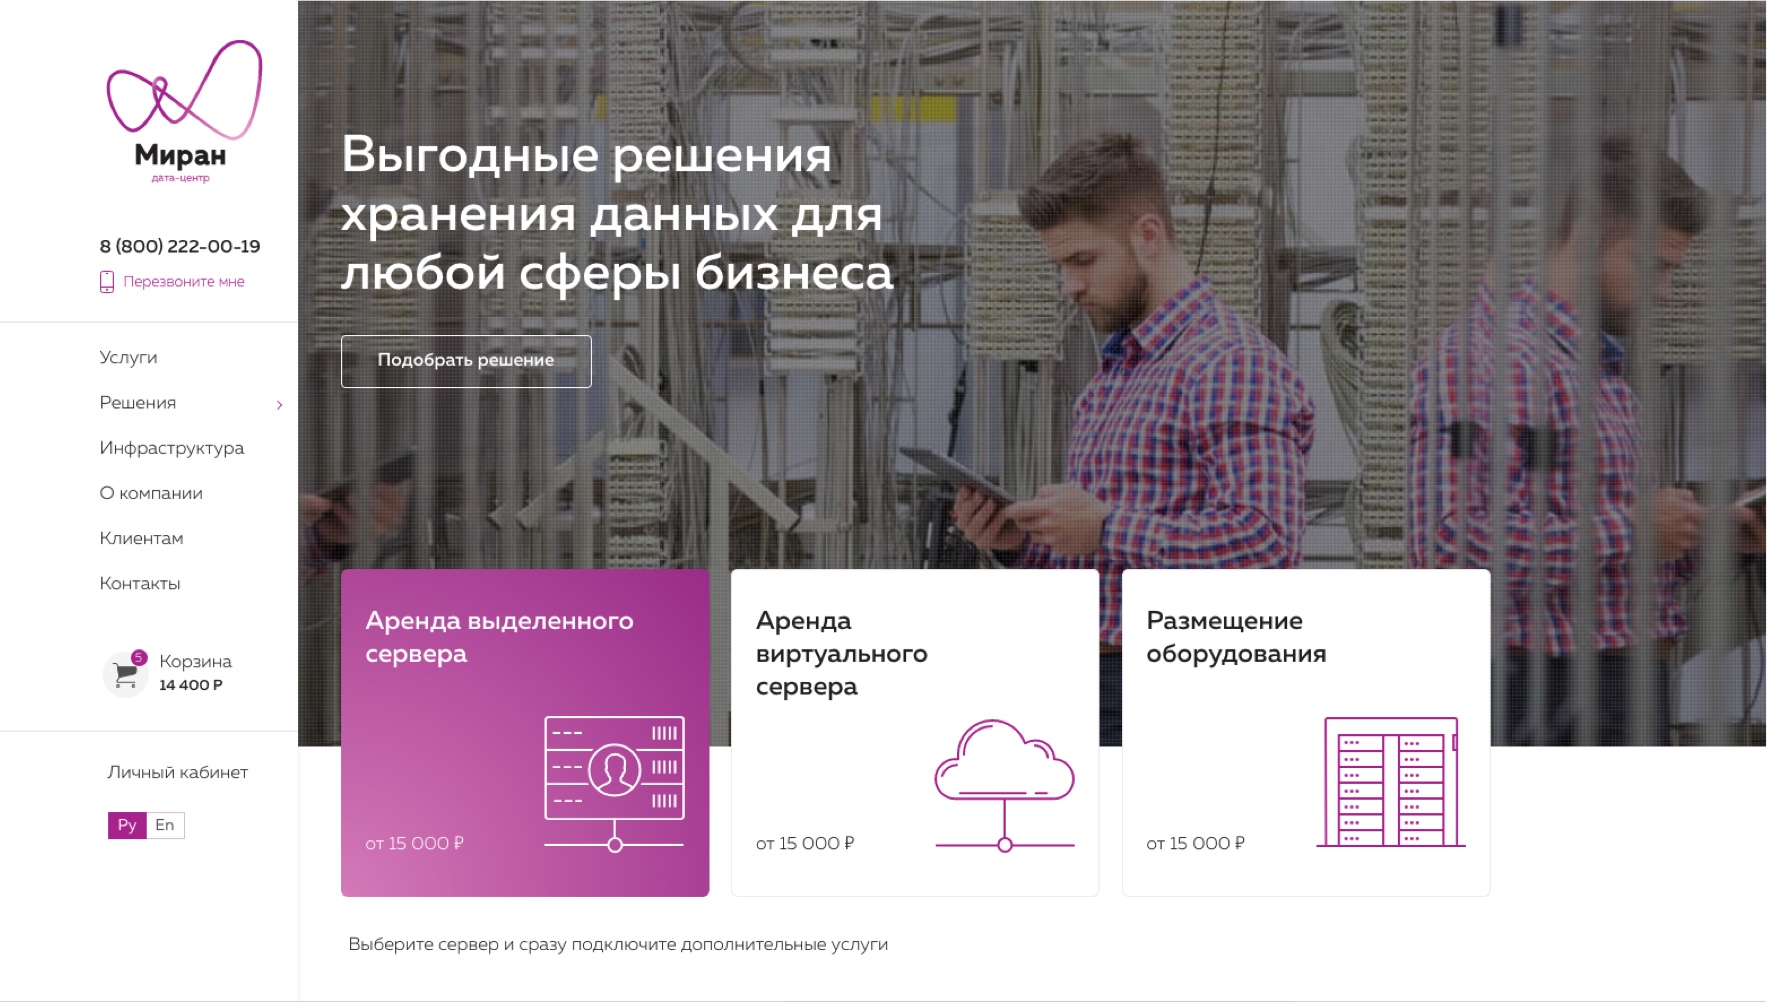 Миран
дата-центр
8 (800) 222-00-19
Перезвоните мне
Услуги
Решения
Инфраструктура
О компании
Клиентам
Контакты
5
Корзина
14 400 Р
Личный кабинет
Ру En
Выгодные решения
хранения данных для
любой сферы бизнеса
Подобрать решение
Аренда выделенного
сервера
от 15 000 ₽
Аренда
виртуального
сервера
от 15 000 ₽
Размещение
оборудования
от 15 000 ₽
Выберите сервер и сразу подключите дополнительные услуги